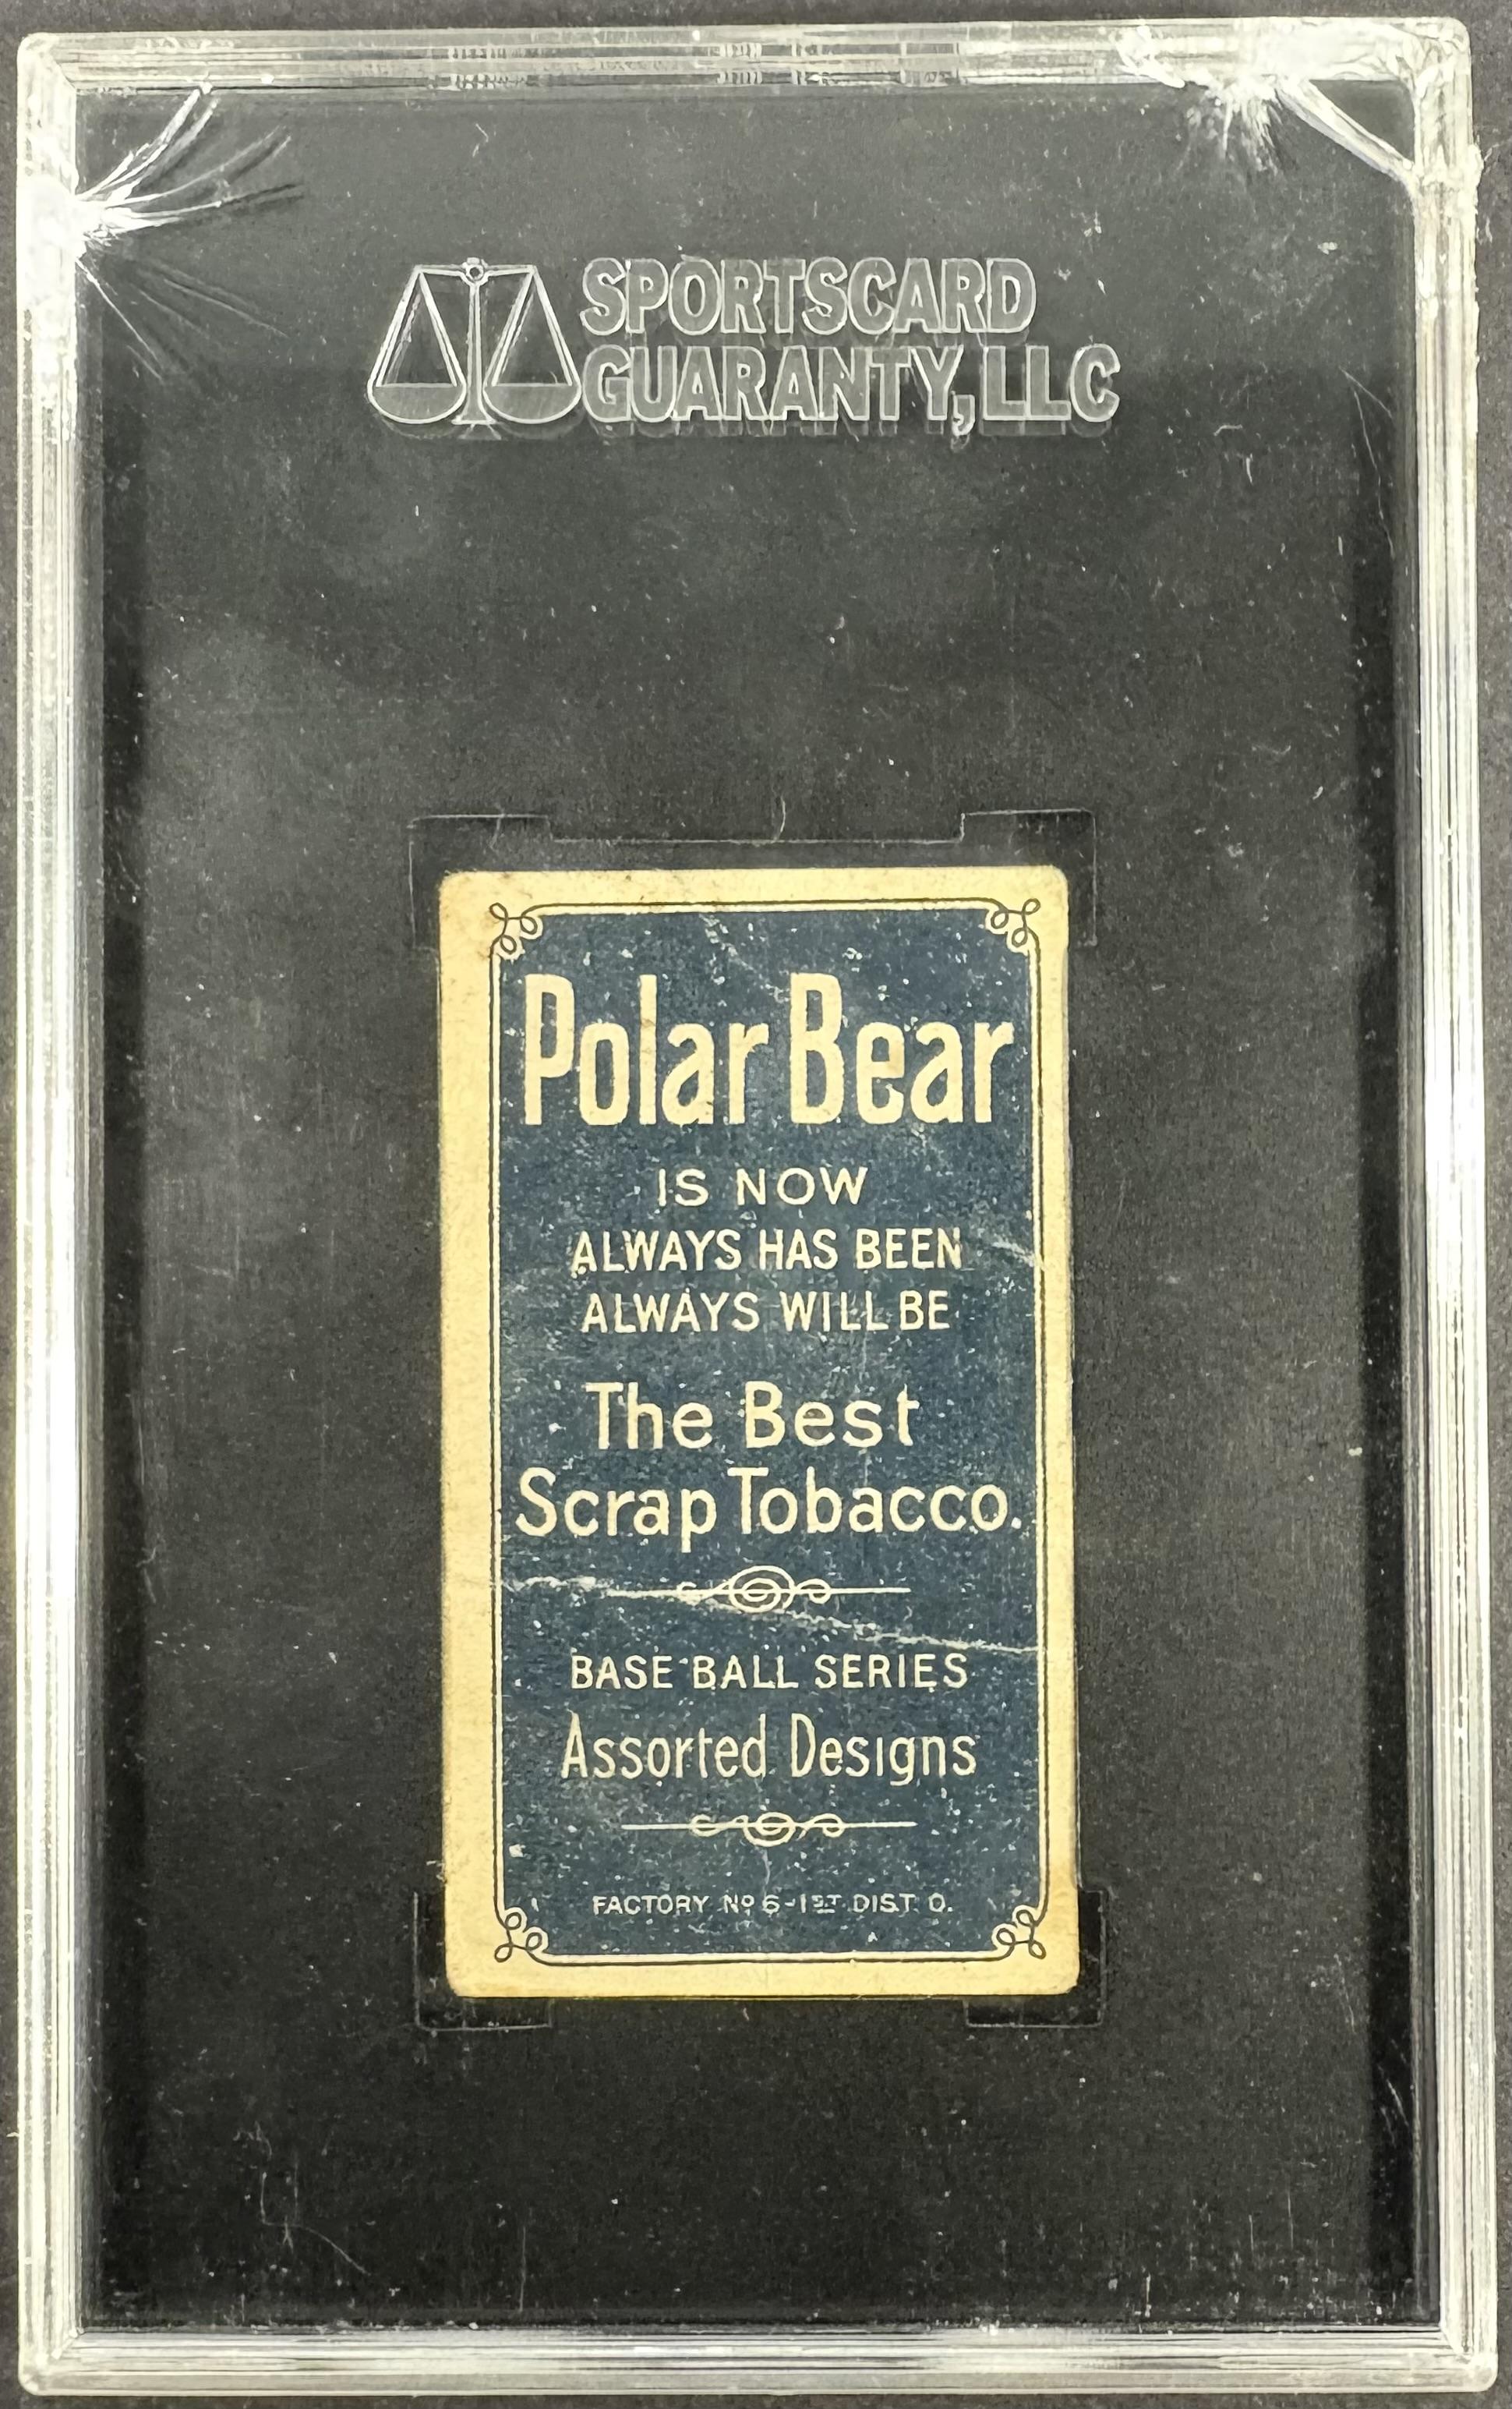 SPORTSCARD
GUARANTY, LLC
Polar Bear
IS NOW
ALWAYS HAS BEEN
ALWAYS WILL BE
The Best
Scrap Tobacco.
BASE BALL SERIES
Assorted Designs
FACTORY Nº 6-1ST DIST. O.